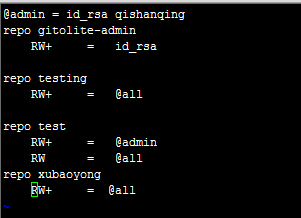 @admin = id_rsa qishanqing
repo gitolite-admin
    RW+     =   id_rsa

repo testing
    RW+     =   @all

repo test
    RW+     =   @admin
    RW      =   @all
repo xubaoyong
    RW+     =  @all
~